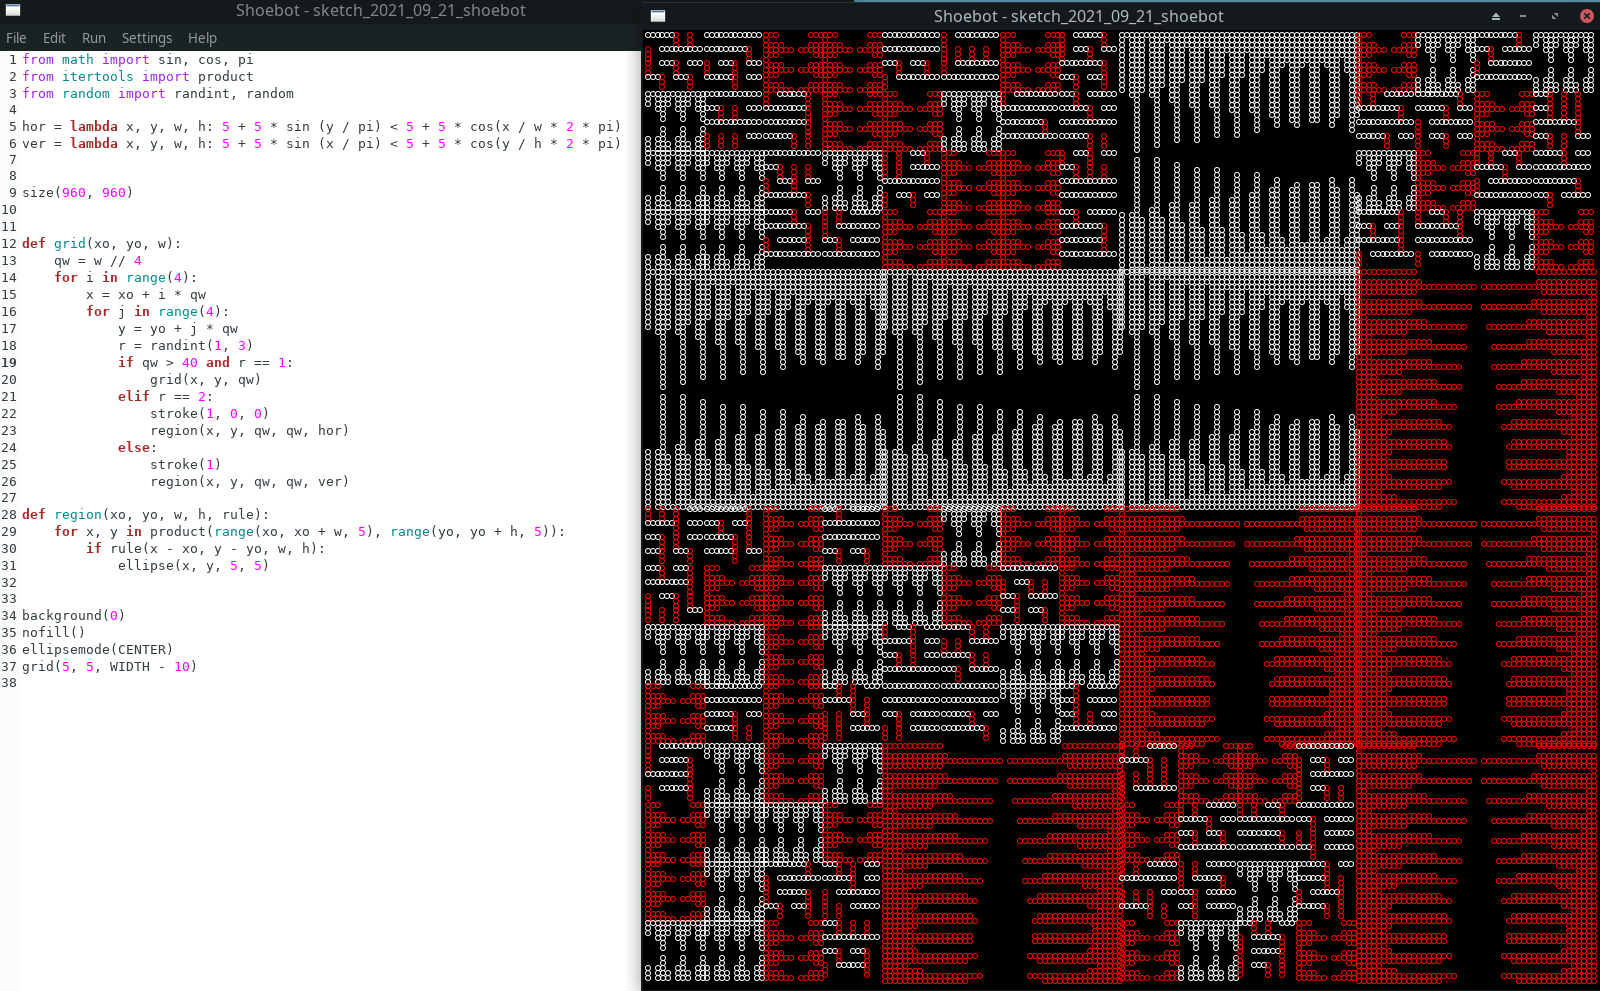 Shoebot - sketch_2021_09_21_shoebot
File Edit Run Settings Help
1 from math import sin, cos, pi
2 from itertools import product
3 from random import randint, random
4
5 hor = lambda x, y, w, h: 5 + 5 * sin (y / pi) < 5 + 5 * cos(x / w * 2 * pi)
6 ver = lambda x, y, w, h: 5 + 5 * sin (x / pi) < 5 + 5 * cos(y / h * 2 * pi)
7
8
9 size(960, 960)
10
11
12 def grid(xo, yo, w):
13     qw = w // 4
14     for i in range(4):
15         x = xo + i * qw
16         for j in range(4):
17             y = yo + j * qw
18             r = randint(1, 3)
19             if qw > 40 and r == 1:
20                 grid(x, y, qw)
21             elif r == 2:
22                 stroke(1, 0, 0)
23                 region(x, y, qw, qw, hor)
24             else:
25                 stroke(1)
26                 region(x, y, qw, qw, ver)
27
28 def region(xo, yo, w, h, rule):
29     for x, y in product(range(xo, xo + w, 5), range(yo, yo + h, 5)):
30         if rule(x - xo, y - yo, w, h):
31             ellipse(x, y, 5, 5)
32
33
34 background(0)
35 nofill()
36 ellipsemode(CENTER)
37 grid(5, 5, WIDTH - 10)
38
Shoebot - sketch_2021_09_21_shoebot